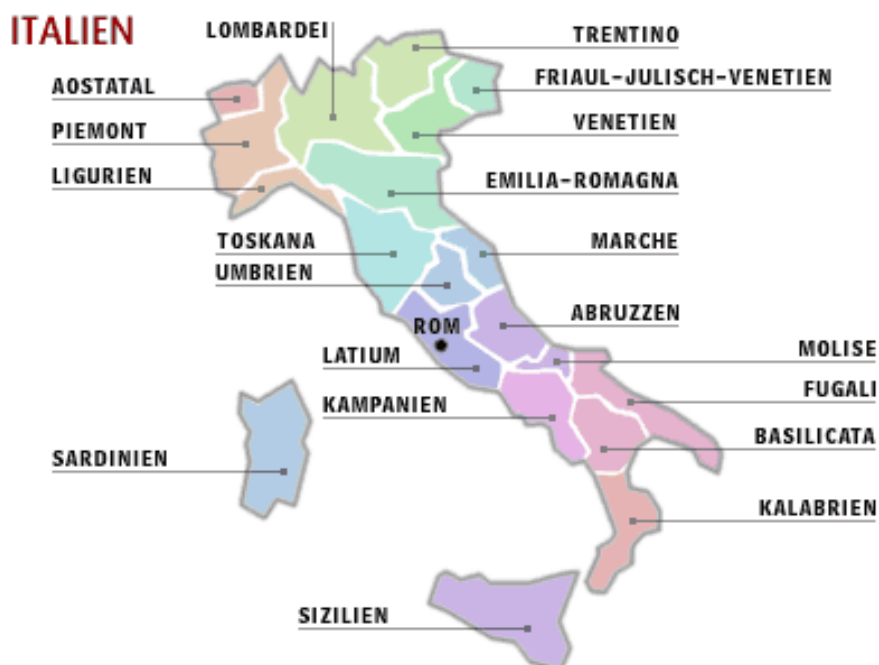 ITALIEN
LOMBARDEI
TRENTINO
AOSTATAL
FRIAUL-JULISCH-VENETIEN
PIEMONT
VENETIEN
LIGURIEN
EMILIA-ROMAGNA
TOSKANA
MARCHE
UMBRIEN
ABRUZZEN
ROM
LATIUM
MOLISE
KAMPANIEN
FUGALI
BASILICATA
SARDINIEN
KALABRIEN
SIZILIEN